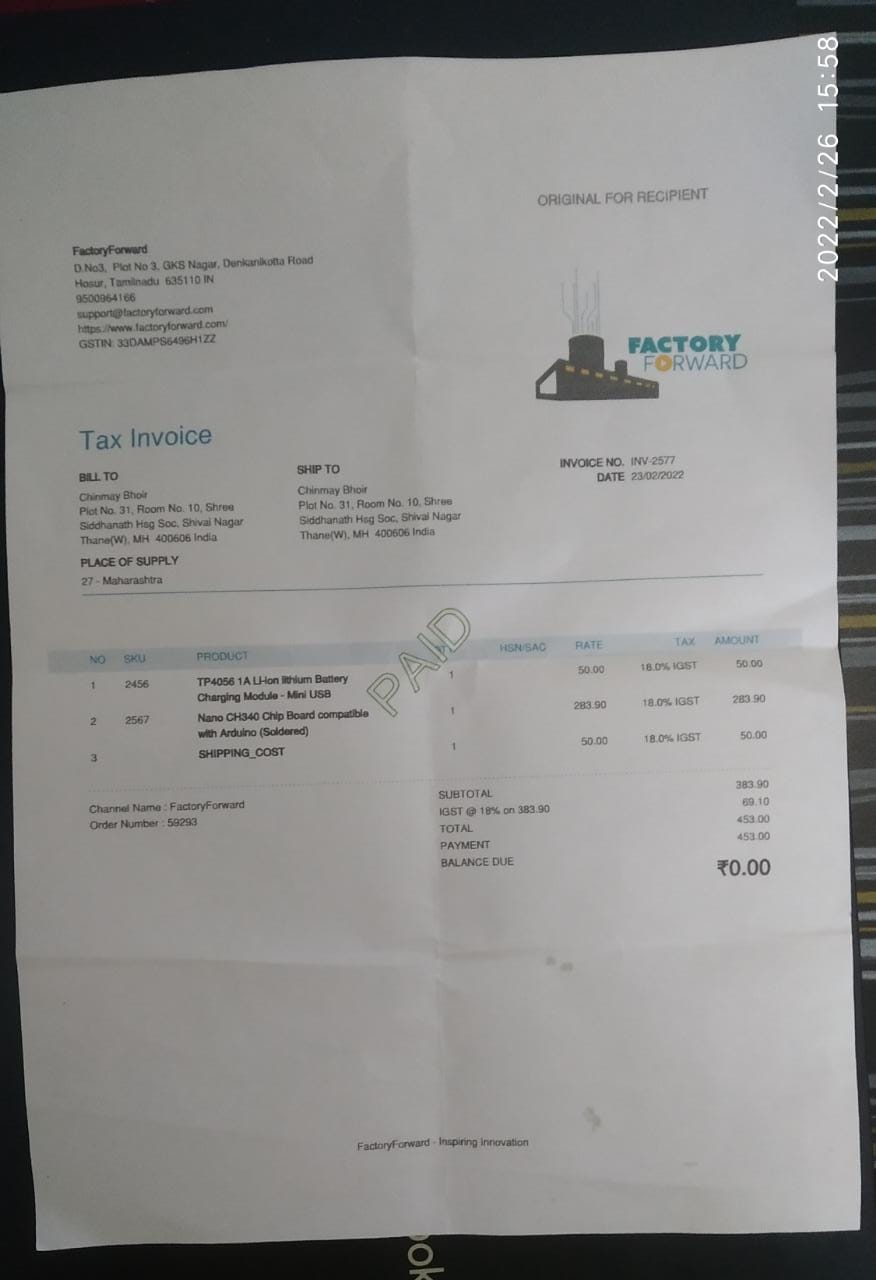 2022/2/26 15:58
ORIGINAL FOR RECIPIENT
FactoryForward
D.No3, Plot No 3, GKS Nagar, Denkanikotta Road
Hosur, Tamilnadu 635110 IN
9500964166
support@factoryforward.com
https://www.factoryforward.com/
GSTIN: 33DAMPS6496H1ZZ
FACTORY
FORWARD
Tax Invoice
INVOICE NO. INV-2577
DATE 23/02/2022
BILL TO
Chinmay Bhoir
Plot No. 31, Room No. 10, Shree
Siddhanath Hsg Soc, Shivai Nagar
Thane(W), MH 400606 India
SHIP TO
Chinmay Bhoir
Plot No. 31, Room No. 10, Shree
Siddhanath Hsg Soc, Shivai Nagar
Thane(W), MH 400606 India
PLACE OF SUPPLY
27 - Maharashtra
PAID
NO SKU PRODUCT HSN/SAC RATE TAX AMOUNT
1 2456 TP4056 1A Li-ion lithium Battery 1 50.00 18.0% IGST 50.00
Charging Module - Mini USB
2 2567 Nano CH340 Chip Board compatible 1 283.90 18.0% IGST 283.90
with Arduino (Soldered)
3 SHIPPING_COST 1 50.00 18.0% IGST 50.00
Channel Name : FactoryForward
Order Number : 59293
SUBTOTAL 383.90
IGST @ 18% on 383.90 69.10
TOTAL 453.00
PAYMENT 453.00
BALANCE DUE ₹0.00
FactoryForward - Inspiring Innovation